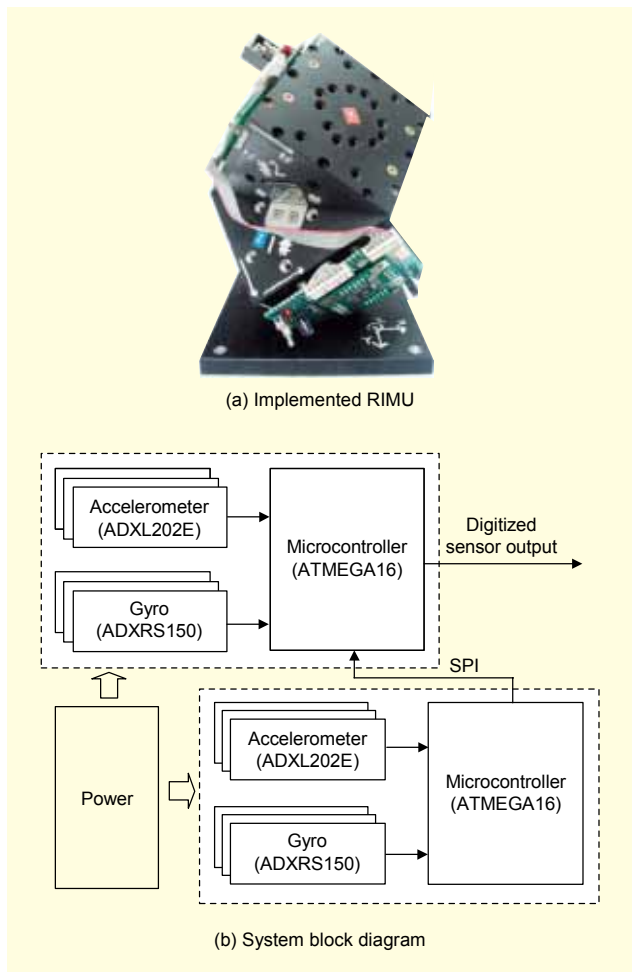 (a) Implemented RIMU
Accelerometer
(ADXL202E)
Gyro
(ADXRS150)
Microcontroller
(ATMEGA16)
Digitized
sensor output
SPI
Power
Accelerometer
(ADXL202E)
Gyro
(ADXRS150)
Microcontroller
(ATMEGA16)
(b) System block diagram